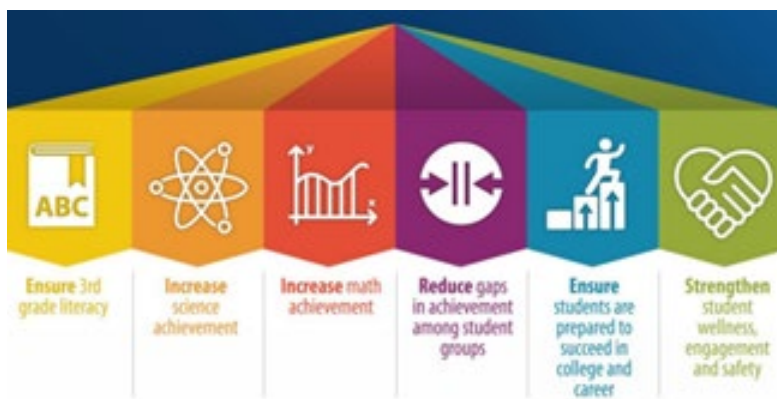 ABC
y
x
Ensure 3rd
grade literacy
Increase
science
achievement
Increase math
achievement
Reduce gaps
in achievement
among student
groups
Ensure
students are
prepared to
succeed in
college and
career
Strengthen
student
wellness,
engagement
and safety